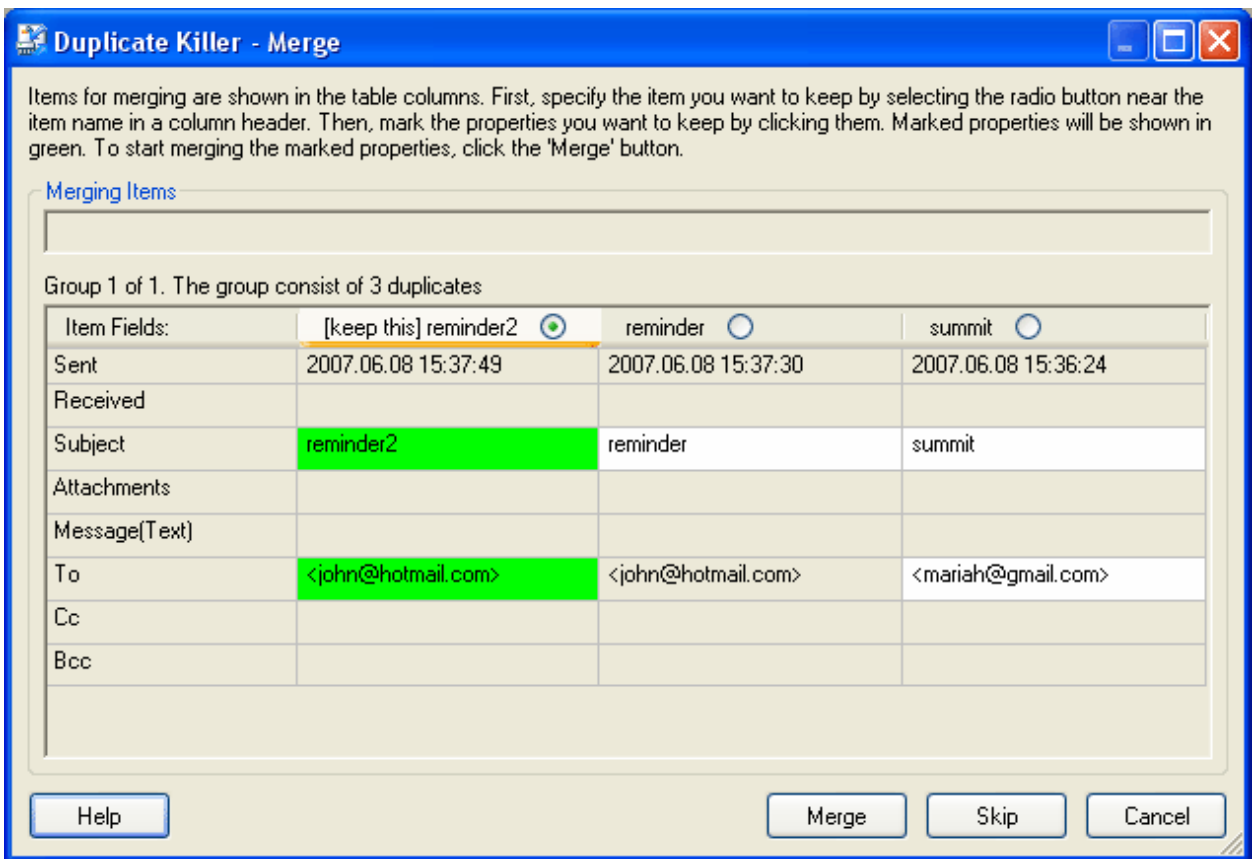 Duplicate Killer - Merge
Items for merging are shown in the table columns. First, specify the item you want to keep by selecting the radio button near the
item name in a column header. Then, mark the properties you want to keep by clicking them. Marked properties will be shown in
green. To start merging the marked properties, click the 'Merge' button.
Merging Items
Group 1 of 1. The group consist of 3 duplicates
Item Fields: [keep this] reminder2 reminder summit
Sent 2007.06.08 15:37:49 2007.06.08 15:37:30 2007.06.08 15:36:24
Received
Subject reminder2 reminder summit
Attachments
Message(Text)
To <john@hotmail.com> <john@hotmail.com> <mariah@gmail.com>
Cc
Bcc
Help Merge Skip Cancel